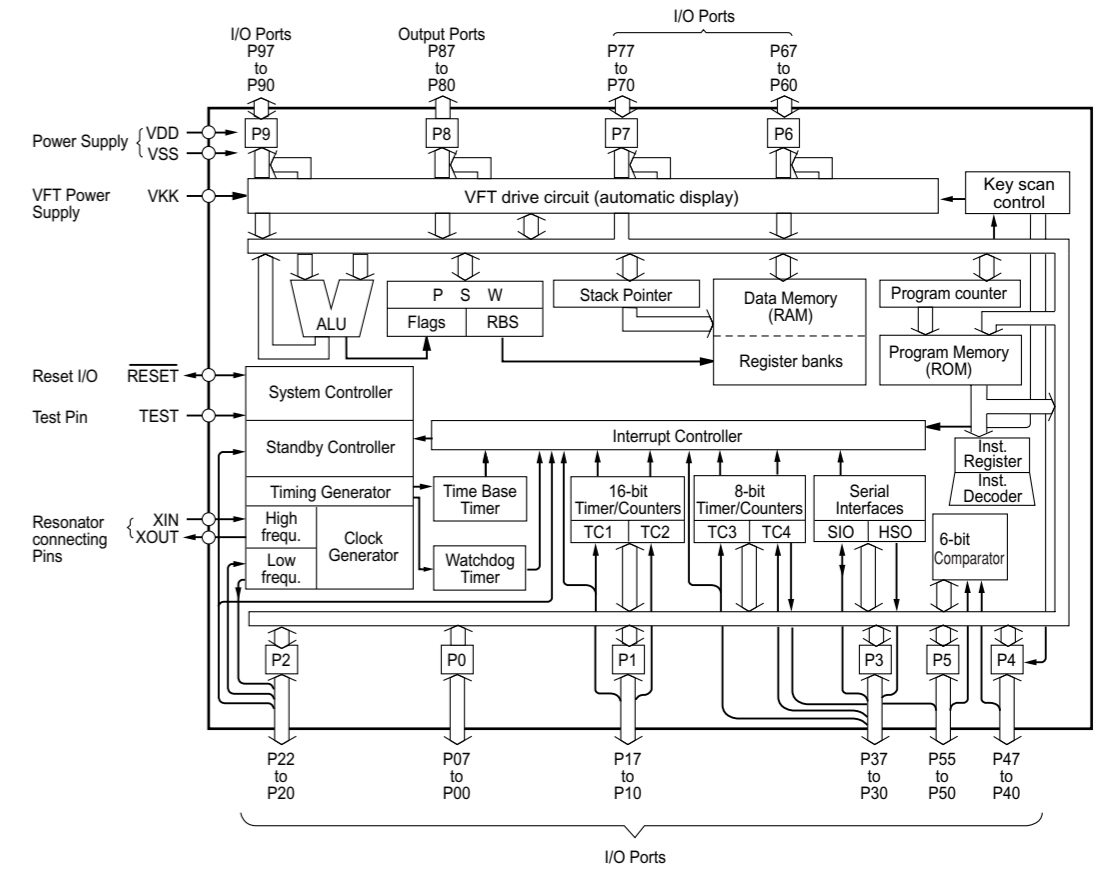 I/O Ports
I/O Ports
P97
to
P90
Output Ports
P87
to
P80
P77
to
P70
P67
to
P60
Power Supply
VDD
VSS
P9
P8
P7
P6
VFT Power
Supply
VKK
VFT drive circuit (automatic display)
Key scan
control
ALU
P S W
Flags
RBS
Stack Pointer
Data Memory
(RAM)
Register banks
Program counter
Program Memory
(ROM)
Reset I/O
RESET
Test Pin
TEST
System Controller
Standby Controller
Interrupt Controller
Inst.
Register
Inst.
Decoder
Timing Generator
Time Base
Timer
16-bit
Timer/Counters
TC1
TC2
8-bit
Timer/Counters
TC3
TC4
Serial
Interfaces
SIO
HSO
Resonator
connecting
Pins
XIN
XOUT
High
frequ.
Low
frequ.
Clock
Generator
Watchdog
Timer
6-bit
Comparator
P2
P0
P1
P3
P5
P4
P22
to
P20
P07
to
P00
P17
to
P10
P37
to
P30
P55
to
P50
P47
to
P40
I/O Ports